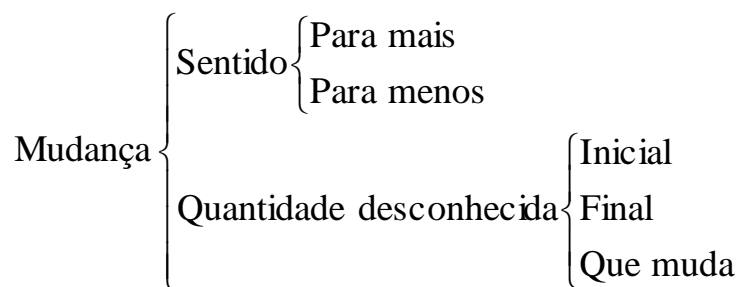 Para mais
Sentido
Para menos
Mudança
Inicial
Quantidade desconhecida
Final
Que muda